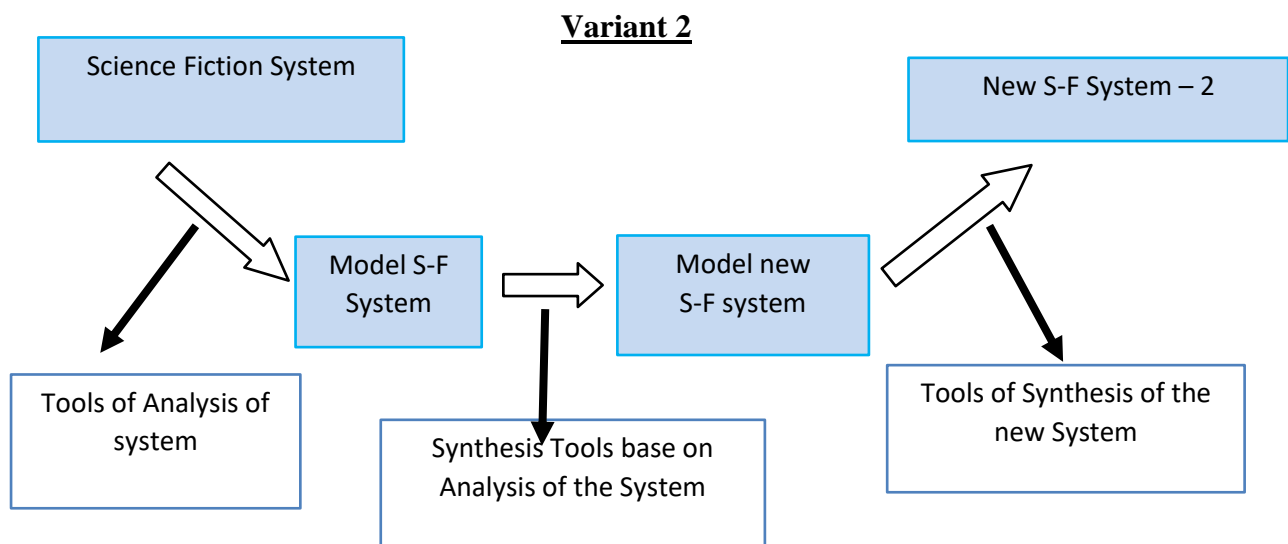 Variant 2
Science Fiction System
New S-F System – 2
Model S-F
System
Model new
S-F system
Tools of Analysis of
system
Synthesis Tools base on
Analysis of the System
Tools of Synthesis of the
new System